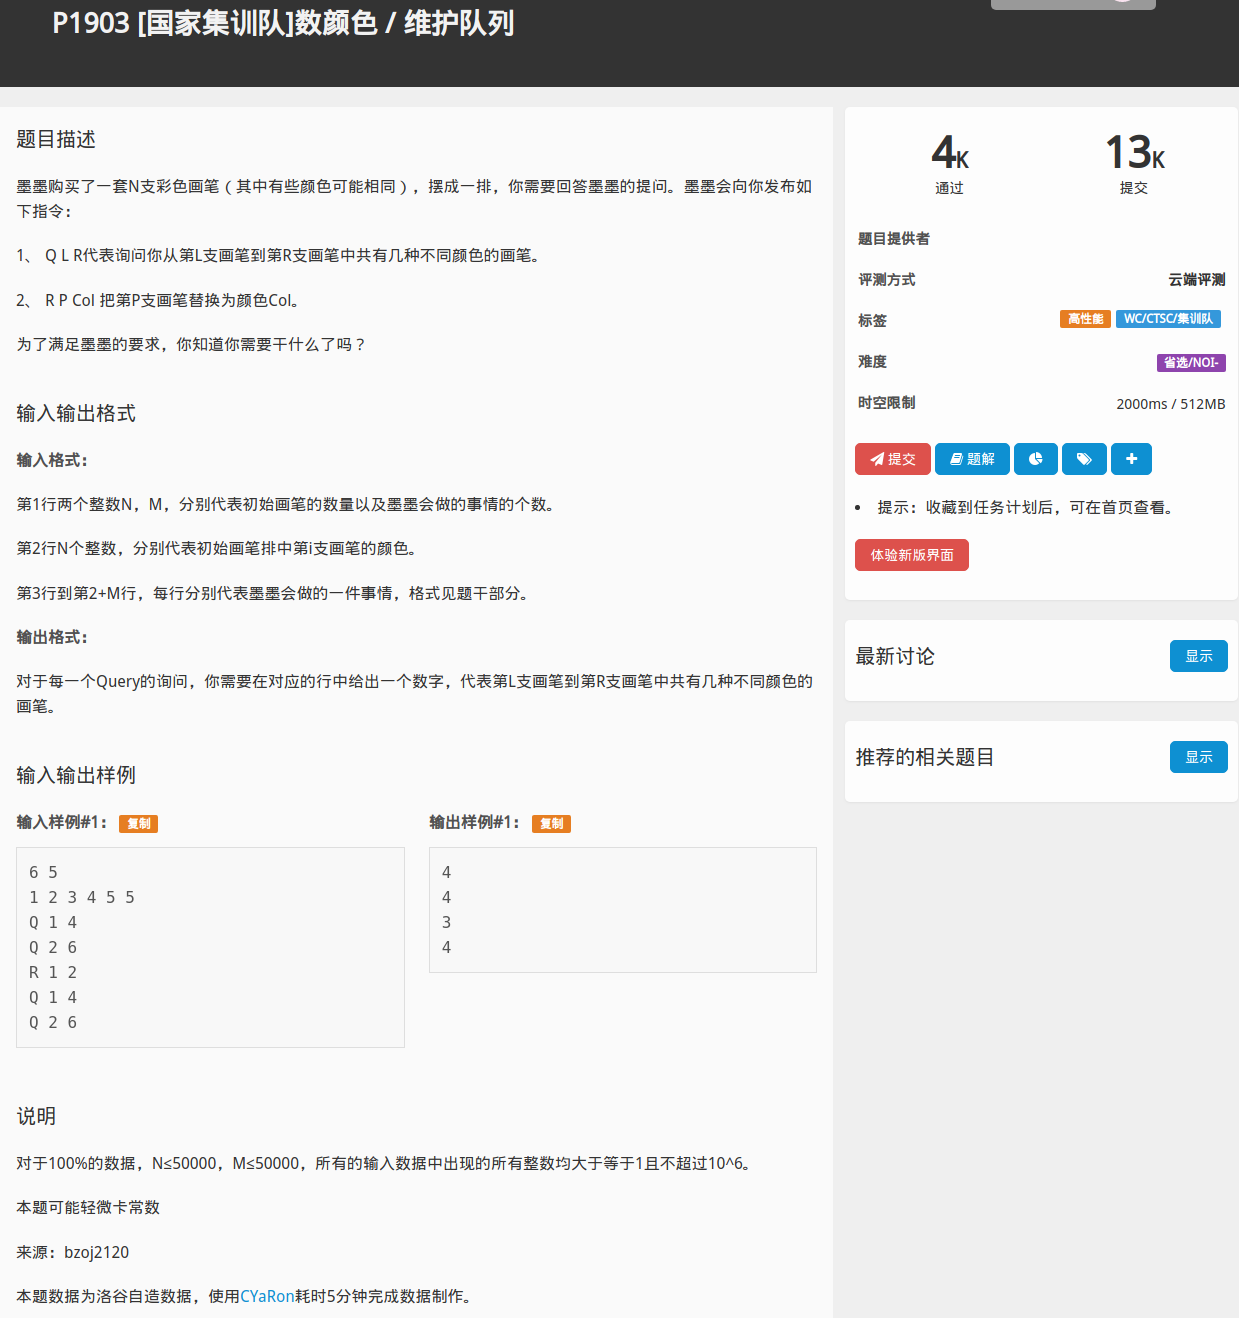 P1903 [国家集训队]数颜色 / 维护队列
题目描述
墨墨购买了一套N支彩色画笔（其中有些颜色可能相同），摆成一排，你需要回答墨墨的提问。墨墨会向你发布如
下指令：
1、 Q L R代表询问你从第L支画笔到第R支画笔中共有几种不同颜色的画笔。
2、 R P Col 把第P支画笔替换为颜色Col。
为了满足墨墨的要求，你知道你需要干什么了吗？
输入输出格式
输入格式：
第1行两个整数N，M，分别代表初始画笔的数量以及墨墨会做的事情的个数。
第2行N个整数，分别代表初始画笔排中第i支画笔的颜色。
第3行到第2+M行，每行分别代表墨墨会做的一件事情，格式见题干部分。
输出格式：
对于每一个Query的询问，你需要在对应的行中给出一个数字，代表第L支画笔到第R支画笔中共有几种不同颜色的
画笔。
输入输出样例
输入样例#1： 复制
6 5
1 2 3 4 5 5
Q 1 4
Q 2 6
R 1 2
Q 1 4
Q 2 6
输出样例#1： 复制
4
4
3
4
说明
对于100%的数据，N≤50000，M≤50000，所有的输入数据中出现的所有整数均大于等于1且不超过10^6。
本题可能轻微卡常数
来源：bzoj2120
本题数据为洛谷自造数据，使用CYaRon耗时5分钟完成数据制作。
4K 13K
通过 提交
题目提供者
评测方式 云端评测
标签 高性能 WC/CTSC/集训队
难度 省选/NOI-
时空限制 2000ms / 512MB
提交 题解
提示：收藏到任务计划后，可在首页查看。
体验新版界面
最新讨论 显示
推荐的相关题目 显示